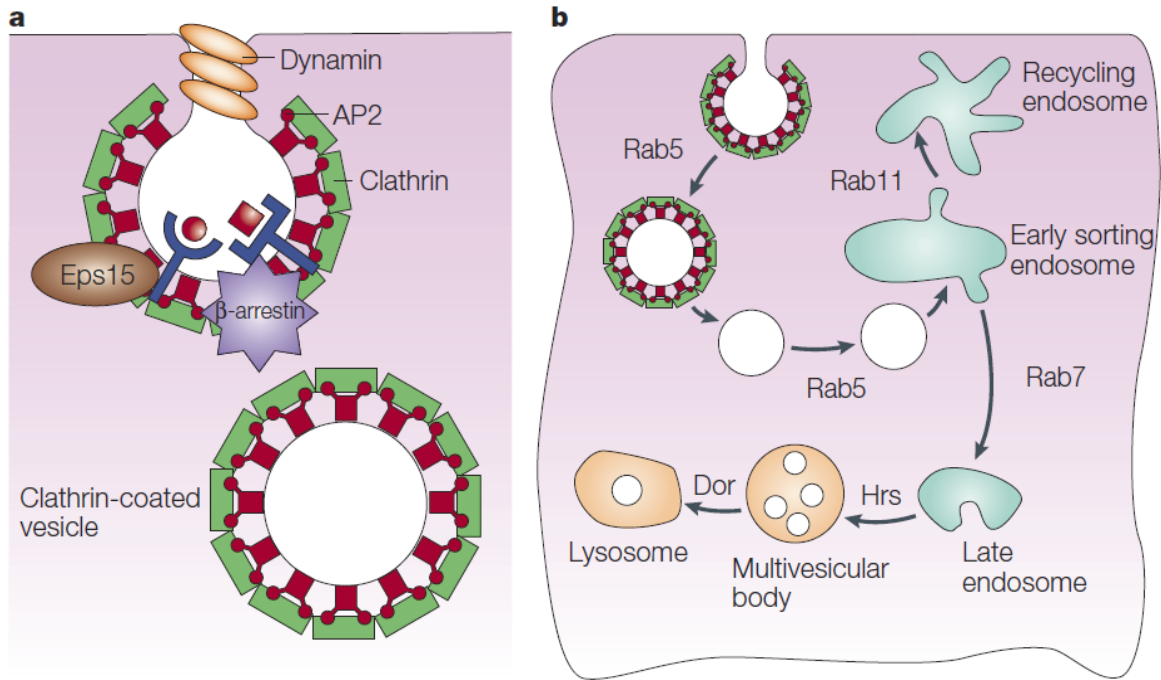 a
Dynamin
AP2
Clathrin
Eps15
β-arrestin
Clathrin-coated
vesicle
b
Recycling
endosome
Rab5
Rab11
Early sorting
endosome
Rab5
Rab7
Dor
Hrs
Lysosome
Multivesicular
body
Late
endosome